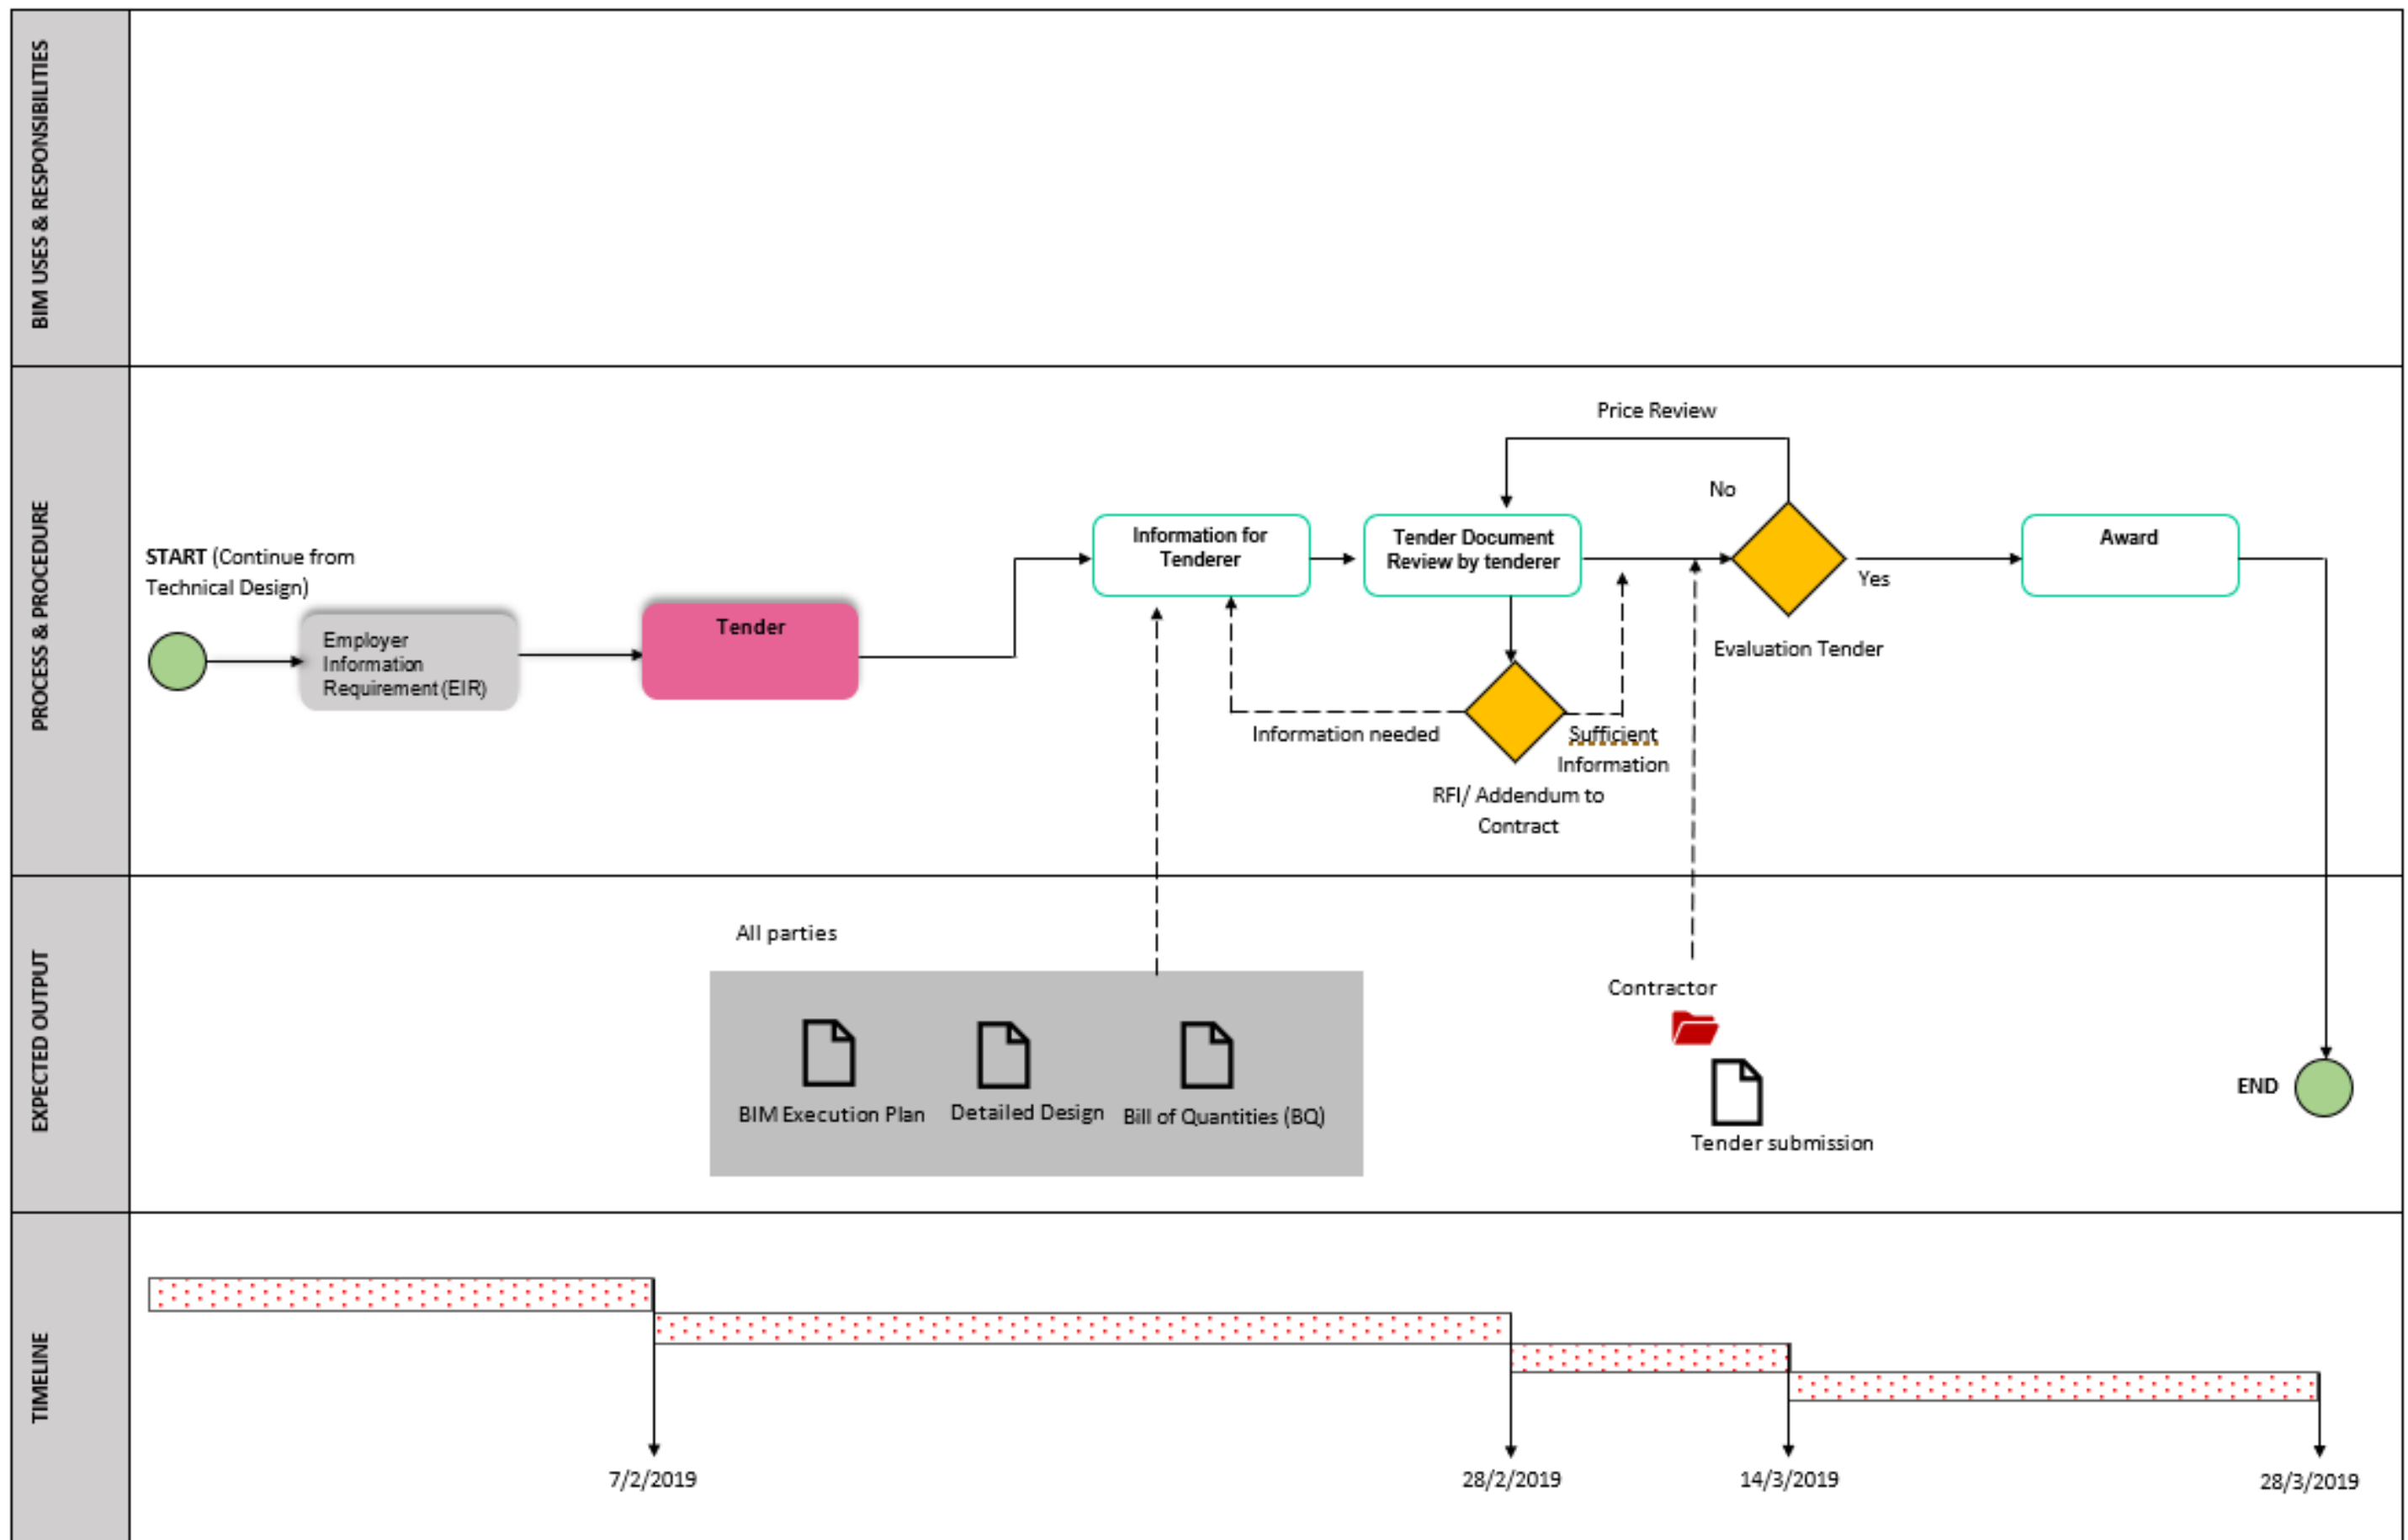 BIM USES & RESPONSIBILITIES
PROCESS & PROCEDURE
START (Continue from
Technical Design)
Employer
Information
Requirement (EIR)
Tender
Information for
Tenderer
Tender Document
Review by tenderer
Price Review
No
Yes
Evaluation Tender
Award
Information needed
Sufficient
Information
RFI/ Addendum to
Contract
EXPECTED OUTPUT
All parties
BIM Execution Plan
Detailed Design
Bill of Quantities (BQ)
Contractor
Tender submission
END
TIMELINE
7/2/2019
28/2/2019
14/3/2019
28/3/2019